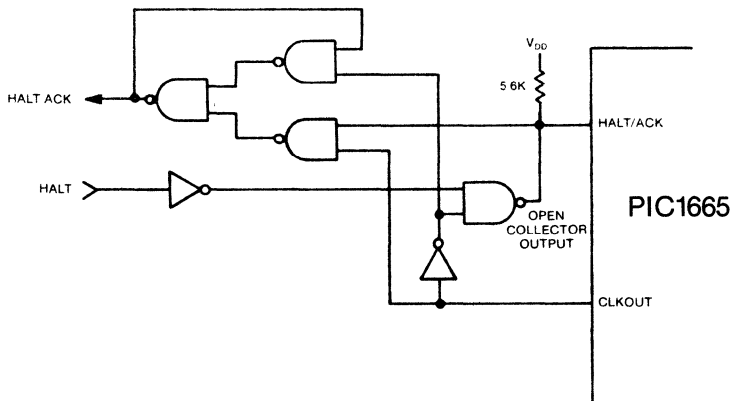 V_DD
5 6K
HALT ACK
HALT/ACK
HALT
OPEN
COLLECTOR
OUTPUT
PIC1665
CLKOUT